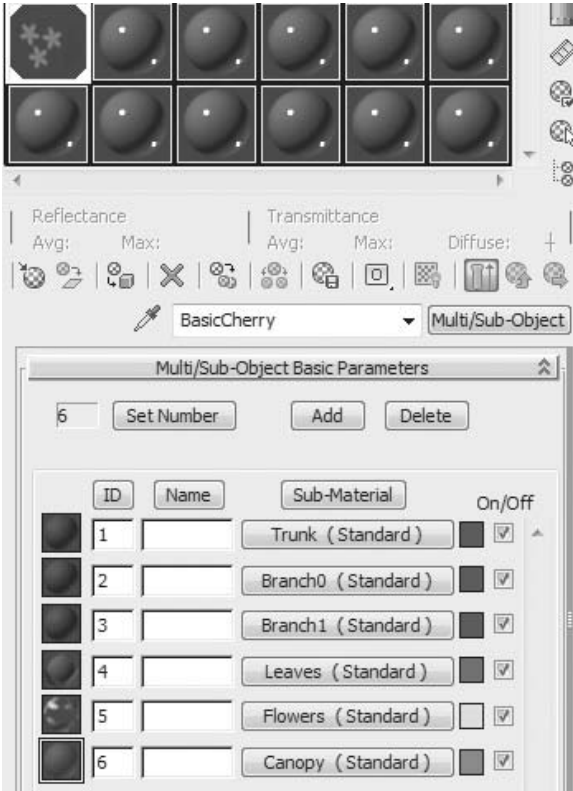 Reflectance Transmittance
Avg: Max: Avg: Max: Diffuse:
BasicCherry Multi/Sub-Object
Multi/Sub-Object Basic Parameters
6 Set Number Add Delete
ID Name Sub-Material On/Off
1 Trunk (Standard)
2 Branch0 (Standard)
3 Branch1 (Standard)
4 Leaves (Standard)
5 Flowers (Standard)
6 Canopy (Standard)